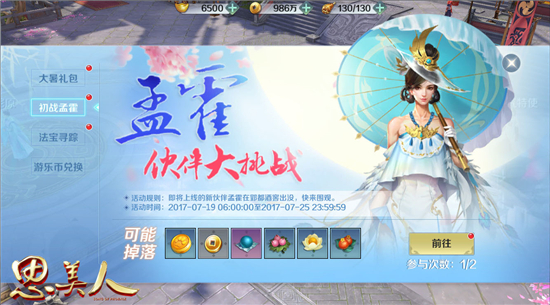 6500
986万
130/130
大暑礼包
初战孟霍
法宝寻踪
游乐币兑换
孟霍
伙伴大挑战
活动规则：即将上线的新伙伴孟霍在郢都酒窖出没，快来围观。
活动时间：2017-07-19 06:00:00至2017-07-25 23:59:59
可能
掉落
前往
参与次数：1/2
思美人